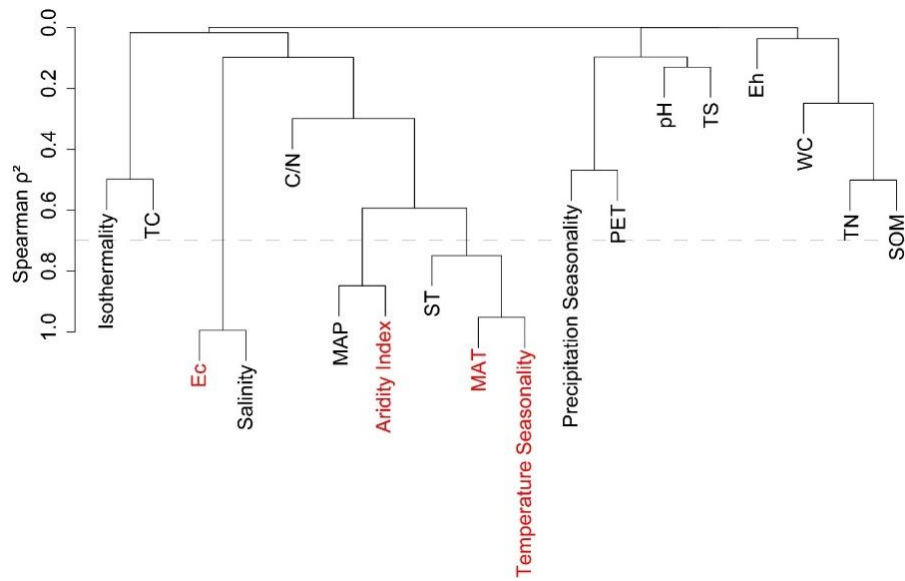 Spearman ρ²
0.0
0.2
0.4
0.6
0.8
1.0
Isothermality
TC
Ec
Salinity
C/N
MAP
Aridity Index
ST
MAT
Temperature Seasonality
Precipitation Seasonality
PET
pH
TS
Eh
WC
TN
SOM